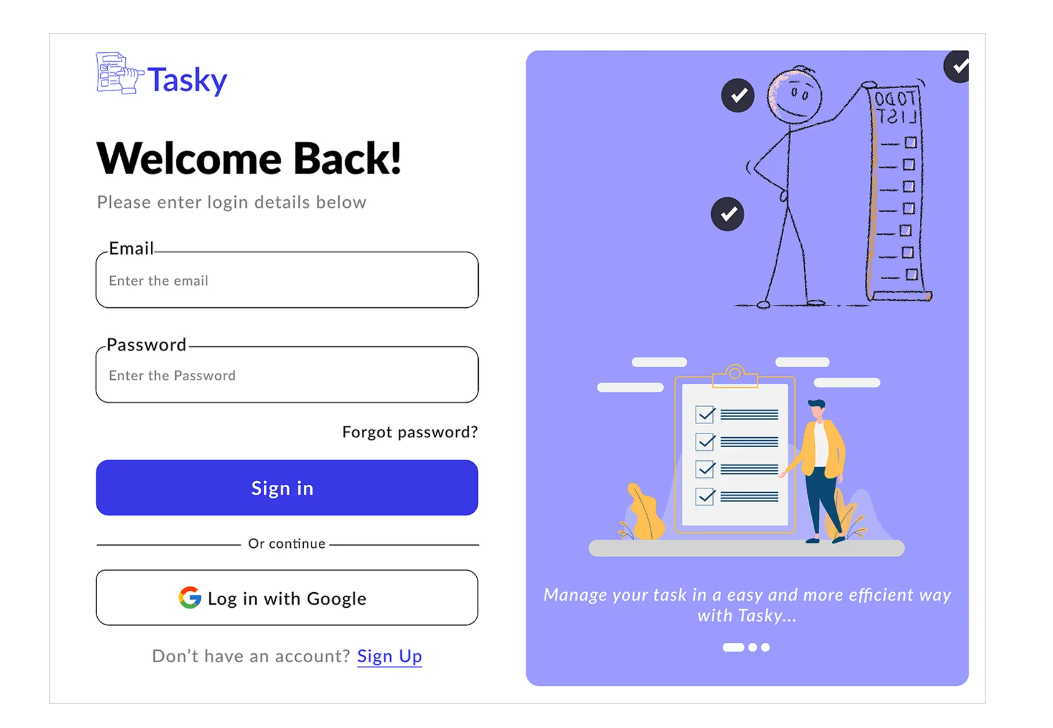 Tasky
Welcome Back!
Please enter login details below
Email
Enter the email
Password
Enter the Password
Forgot password?
Sign in
Or continue
Log in with Google
Don't have an account? Sign Up
TODO
LIST
Manage your task in a easy and more efficient way
with Tasky...